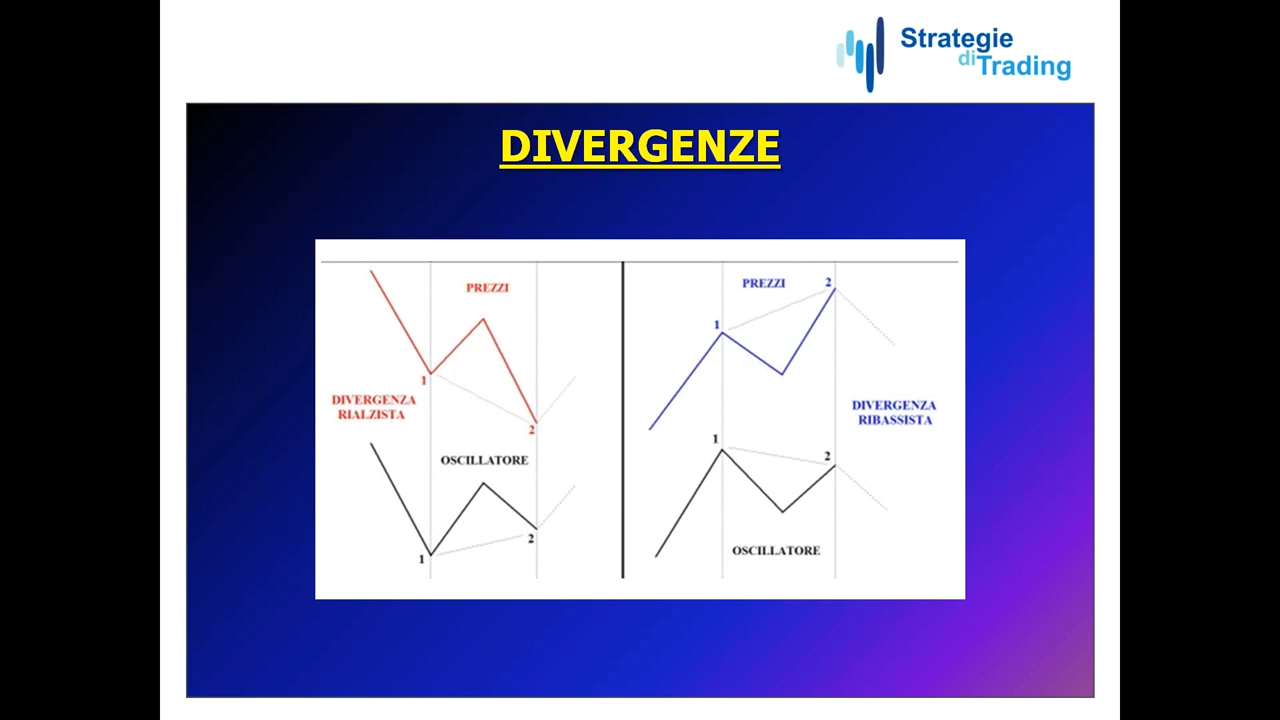 Strategie
di Trading
DIVERGENZE
PREZZI
1
DIVERGENZA
RIALZISTA
2
OSCILLATORE
1
2
PREZZI
2
1
DIVERGENZA
RIBASSISTA
1
2
OSCILLATORE